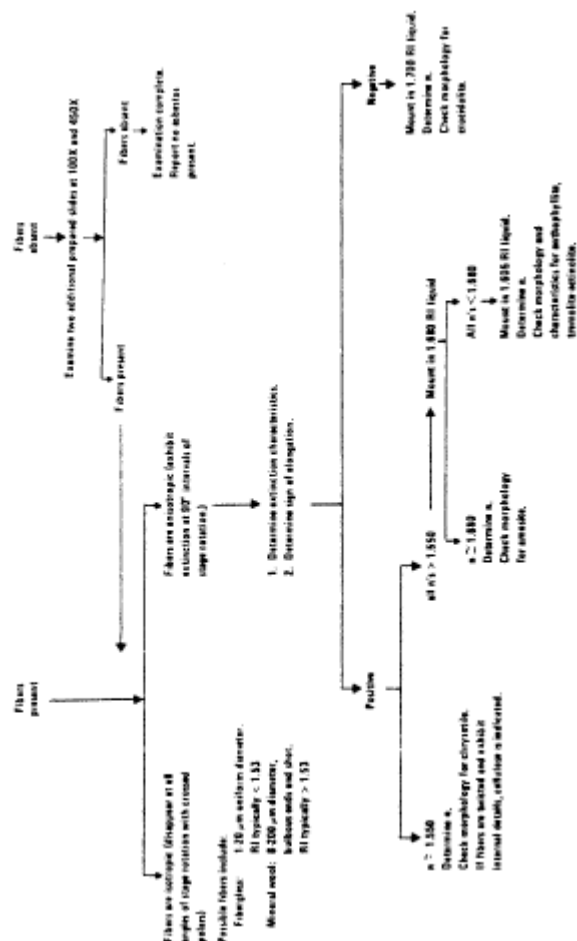 Fibers
present
Fibers
absent
Examine two additional prepared slides at 100X and 450X
Fibers present
Fibers absent
Examination complete.
Report no asbestos
present.
Fibers are isotropic (disappear at all
angles of stage rotation with crossed
polars)
Possible fibers include:
Fiberglass: 1-20 µm uniform diameter.
RI typically < 1.53
Mineral wool: 8-200 µm diameter,
bulbous ends and shot,
RI typically > 1.53
Fibers are anisotropic (exhibit
extinction at 90° intervals of
stage rotation.)
1. Determine extinction characteristics.
2. Determine sign of elongation.
Positive
Negative
n ≅ 1.550
Determine n.
Check morphology for chrysotile.
If fibers are twisted and exhibit
internal details, cellulose is indicated.
all n's > 1.550
Mount in 1.680 RI liquid
n ≅ 1.680
Determine n.
Check morphology
for amosite.
All n's < 1.680
Mount in 1.605 RI liquid.
Determine n.
Check morphology and
characteristics for anthophyllite,
tremolite-actinolite.
Mount in 1.700 RI liquid.
Determine n.
Check morphology for
crocidolite.